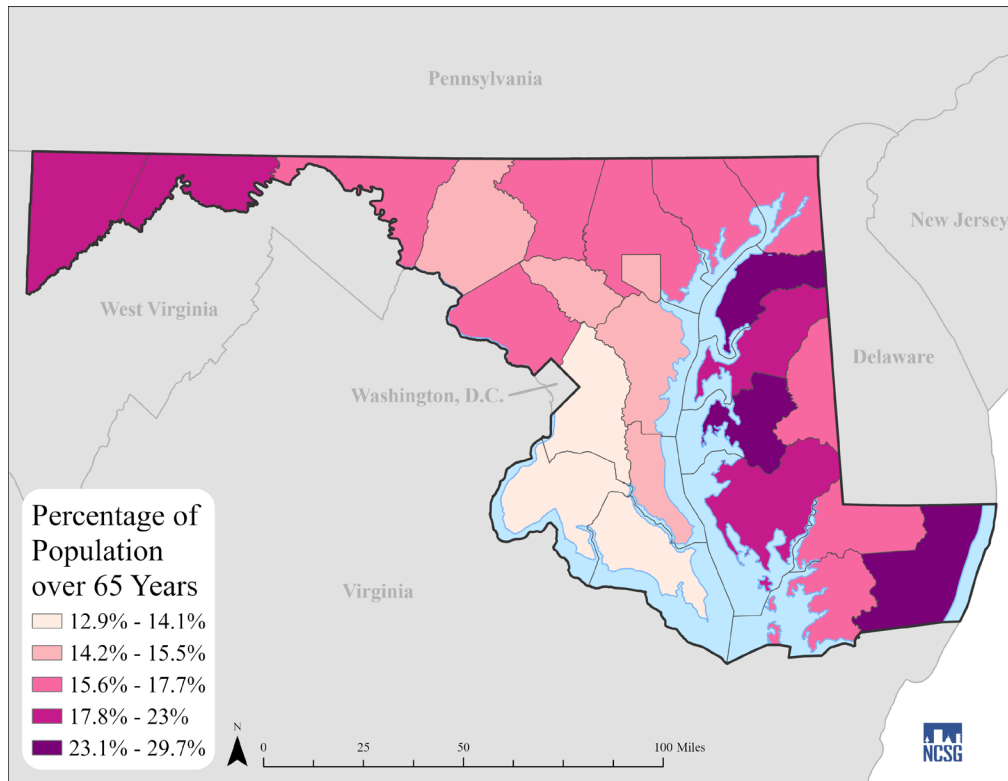 Pennsylvania
New Jersey
West Virginia
Delaware
Washington, D.C.
Virginia
Percentage of
Population
over 65 Years
12.9% - 14.1%
14.2% - 15.5%
15.6% - 17.7%
17.8% - 23%
23.1% - 29.7%
N
0 25 50 100 Miles
NCSG